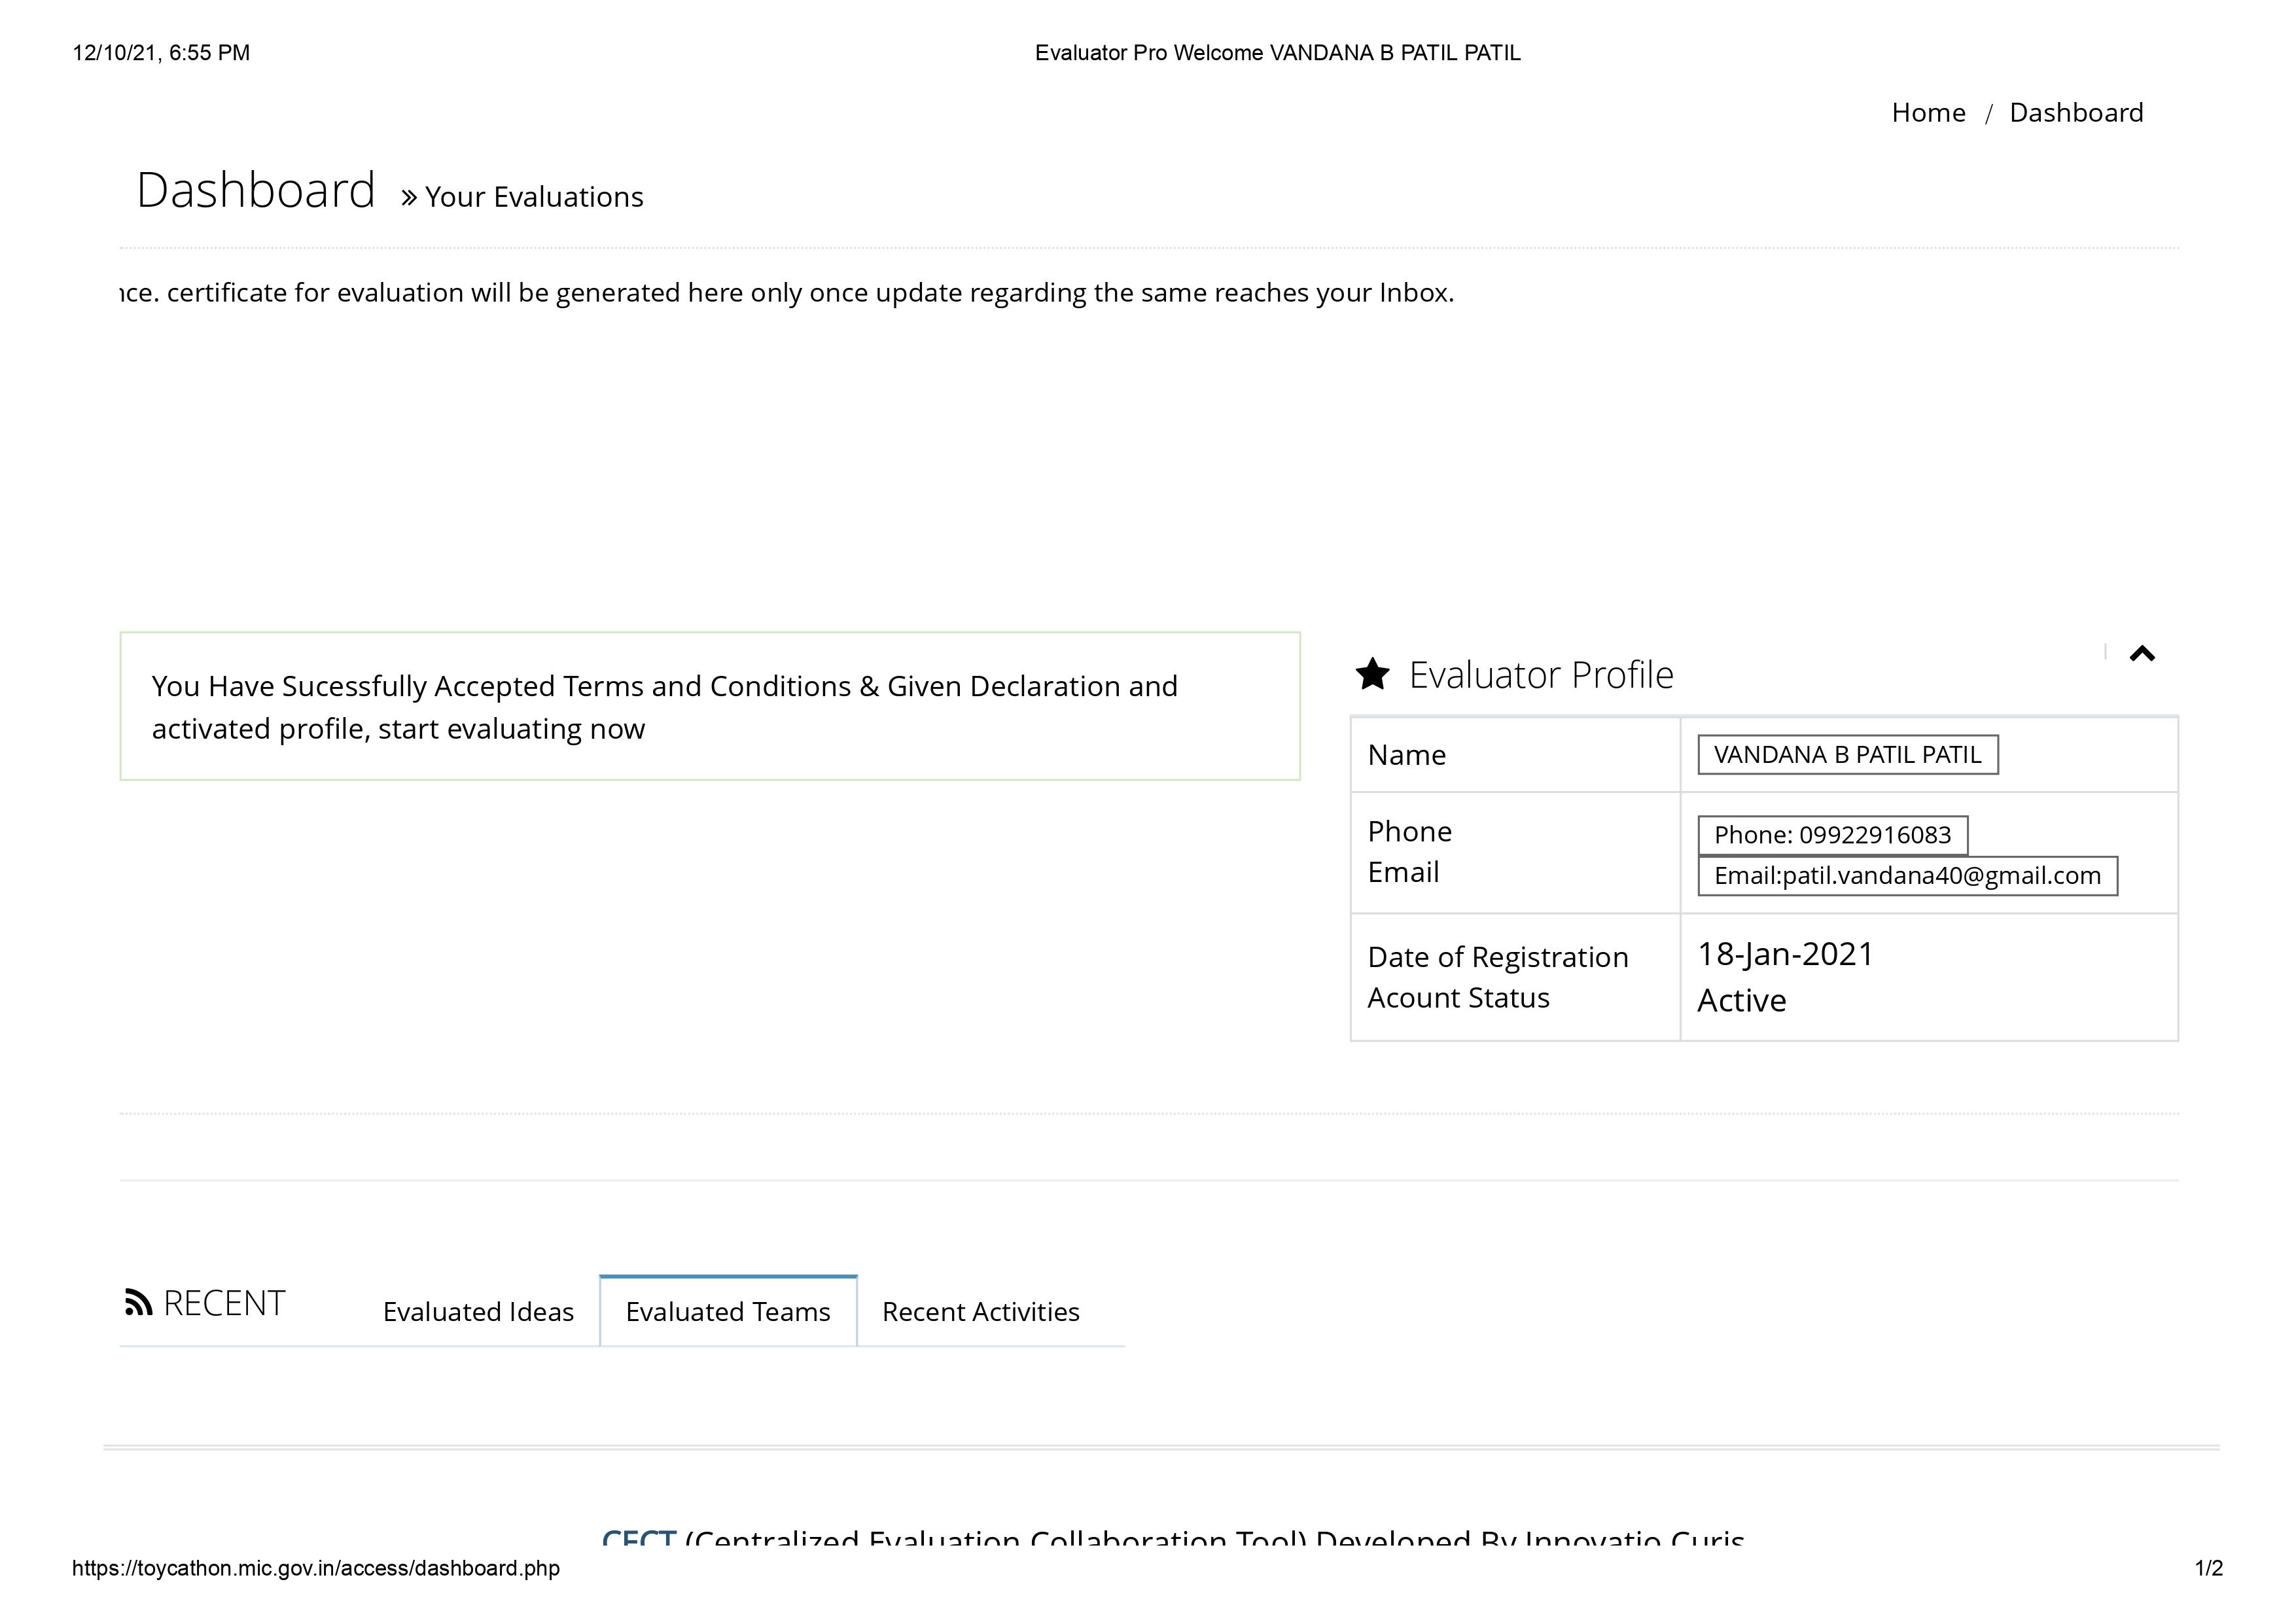 12/10/21, 6:55 PM
Evaluator Pro Welcome VANDANA B PATIL PATIL
Home / Dashboard
Dashboard » Your Evaluations
ce. certificate for evaluation will be generated here only once update regarding the same reaches your Inbox.
You Have Sucessfully Accepted Terms and Conditions & Given Declaration and
activated profile, start evaluating now
Evaluator Profile
Name VANDANA B PATIL PATIL
Phone Phone: 09922916083
Email Email:patil.vandana40@gmail.com
Date of Registration 18-Jan-2021
Acount Status Active
RECENT Evaluated Ideas Evaluated Teams Recent Activities
CECT (Centralized Evaluation Collaboration Tool) Developed By Innovatio Curis
https://toycathon.mic.gov.in/access/dashboard.php
1/2